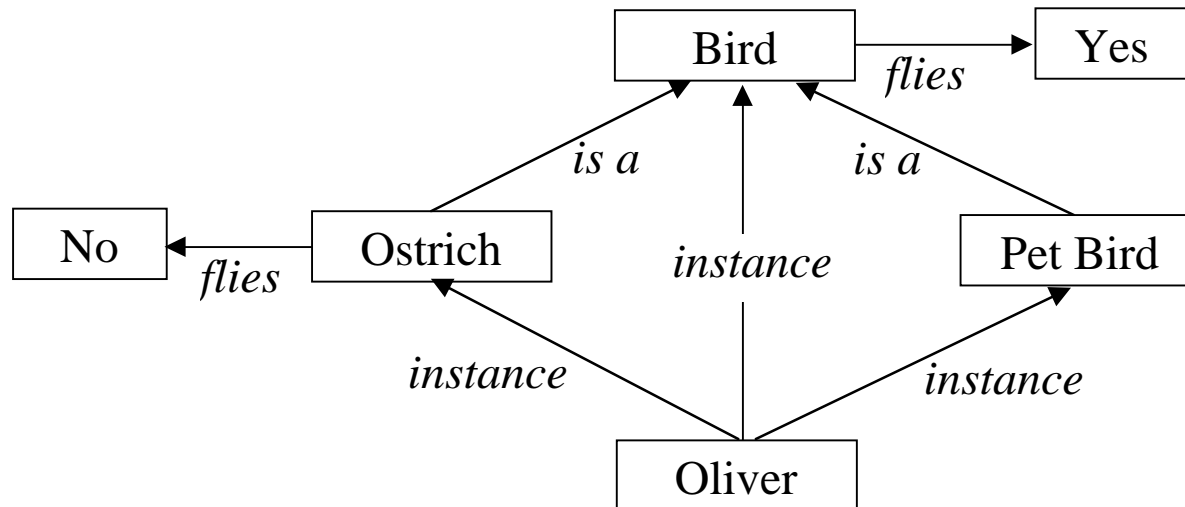 Bird
Yes
flies
is a
is a
No
Ostrich
Pet Bird
flies
instance
instance
instance
Oliver